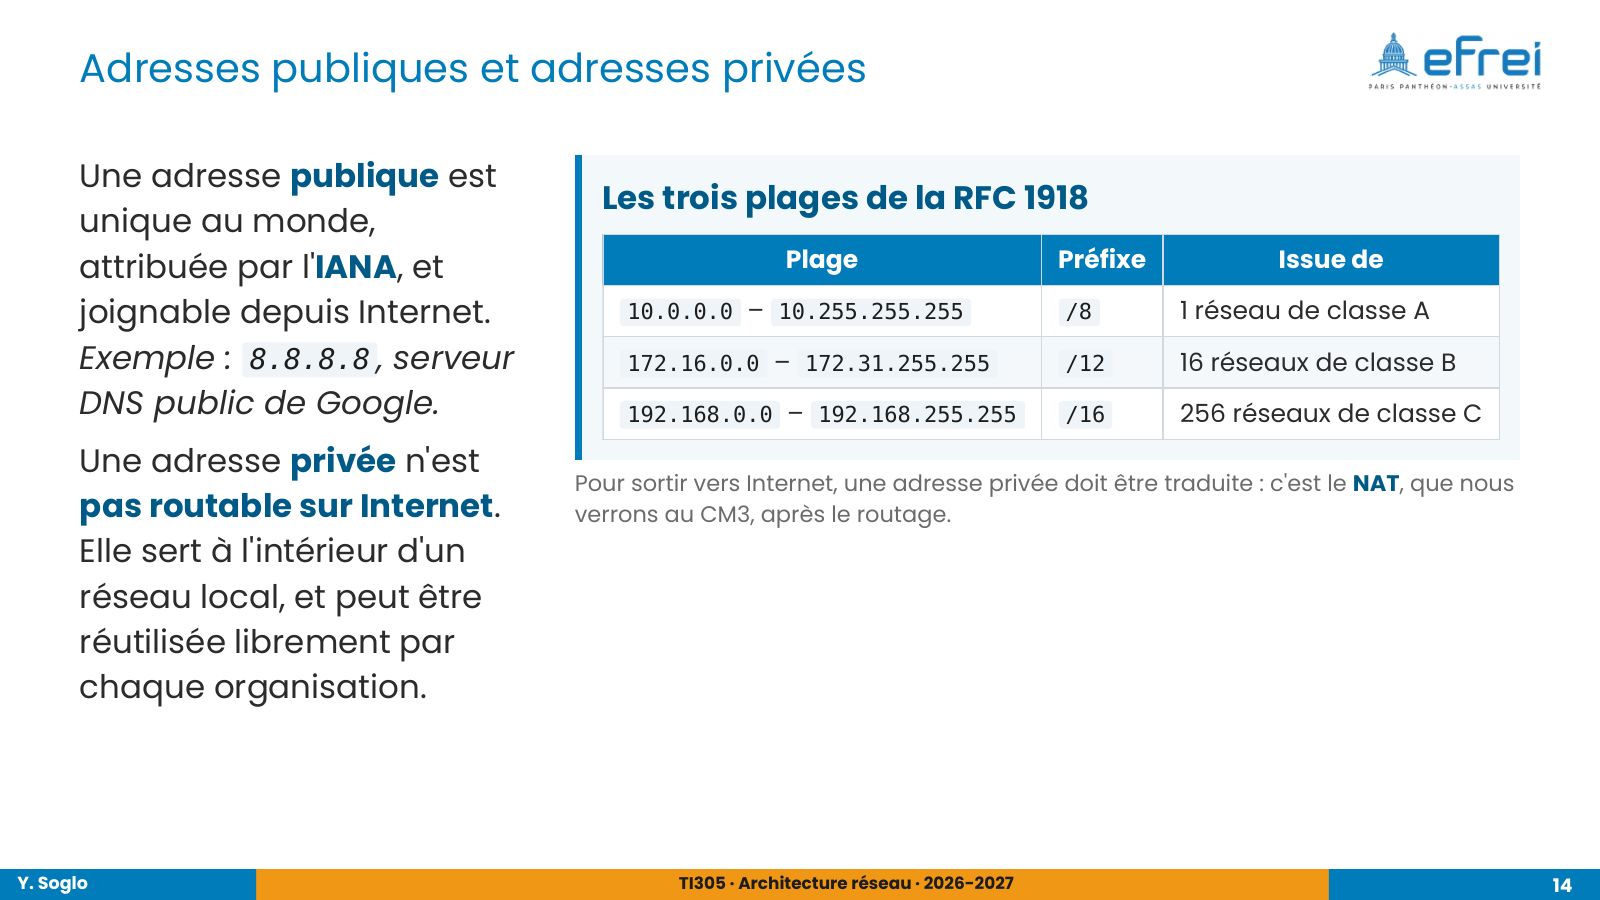 Adresses publiques et adresses privées
efrei
PARIS PANTHÉON-ASSAS UNIVERSITÉ
Une adresse publique est
unique au monde,
attribuée par l'IANA, et
joignable depuis Internet.
Exemple : 8.8.8.8, serveur
DNS public de Google.
Une adresse privée n'est
pas routable sur Internet.
Elle sert à l'intérieur d'un
réseau local, et peut être
réutilisée librement par
chaque organisation.
Les trois plages de la RFC 1918
Plage Préfixe Issue de
10.0.0.0 – 10.255.255.255 /8 1 réseau de classe A
172.16.0.0 – 172.31.255.255 /12 16 réseaux de classe B
192.168.0.0 – 192.168.255.255 /16 256 réseaux de classe C
Pour sortir vers Internet, une adresse privée doit être traduite : c'est le NAT, que nous
verrons au CM3, après le routage.
Y. Soglo
TI305 · Architecture réseau · 2026-2027
14